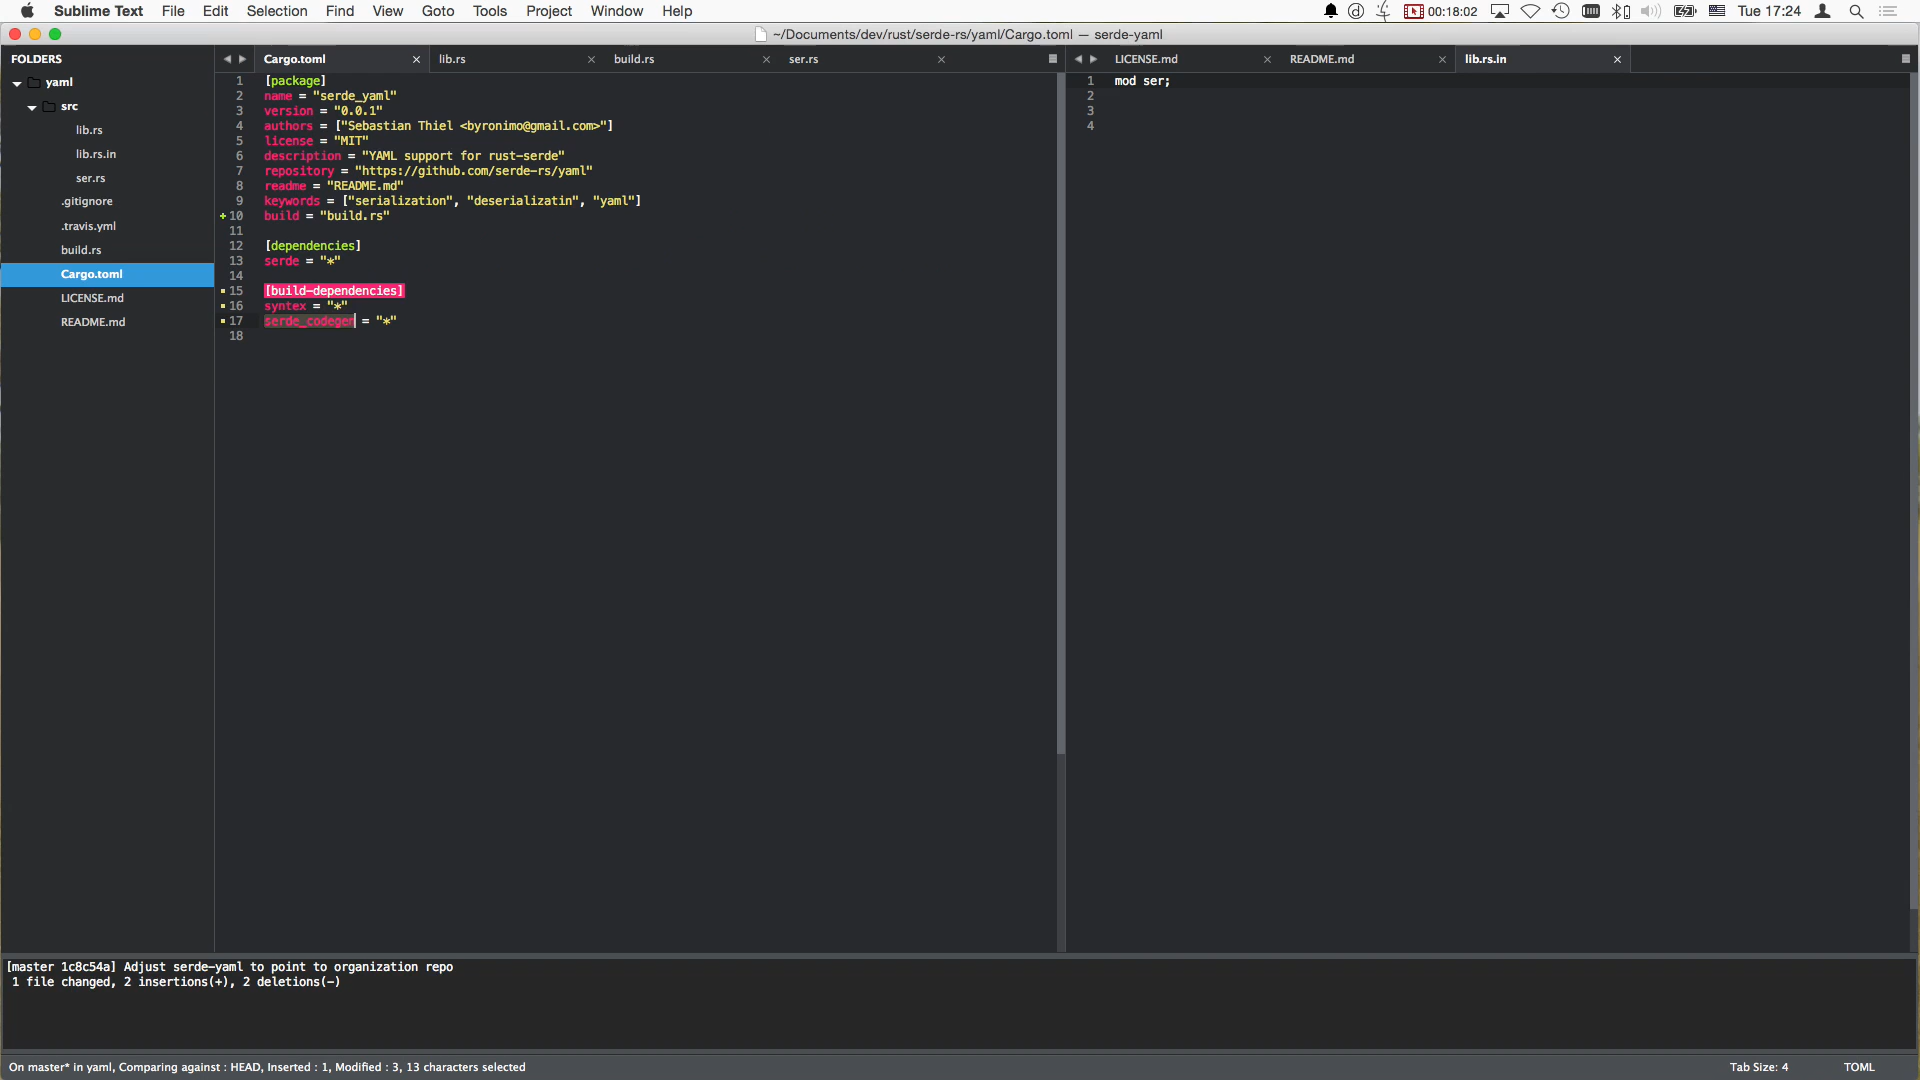 Sublime Text File Edit Selection Find View Goto Tools Project Window Help 00:18:02 Tue 17:24
~/Documents/dev/rust/serde-rs/yaml/Cargo.toml — serde-yaml
FOLDERS
yaml
src
lib.rs
lib.rs.in
ser.rs
.gitignore
.travis.yml
build.rs
Cargo.toml
LICENSE.md
README.md
Cargo.toml lib.rs build.rs ser.rs
1 [package]
2 name = "serde_yaml"
3 version = "0.0.1"
4 authors = ["Sebastian Thiel <byronimo@gmail.com>"]
5 license = "MIT"
6 description = "YAML support for rust-serde"
7 repository = "https://github.com/serde-rs/yaml"
8 readme = "README.md"
9 keywords = ["serialization", "deserializatin", "yaml"]
10 build = "build.rs"
11
12 [dependencies]
13 serde = "*"
14
15 [build-dependencies]
16 syntex = "*"
17 serde_codegen = "*"
18
LICENSE.md README.md lib.rs.in
1 mod ser;
2
3
4
[master 1c8c54a] Adjust serde-yaml to point to organization repo
1 file changed, 2 insertions(+), 2 deletions(-)
On master* in yaml, Comparing against : HEAD, Inserted : 1, Modified : 3, 13 characters selected Tab Size: 4 TOML